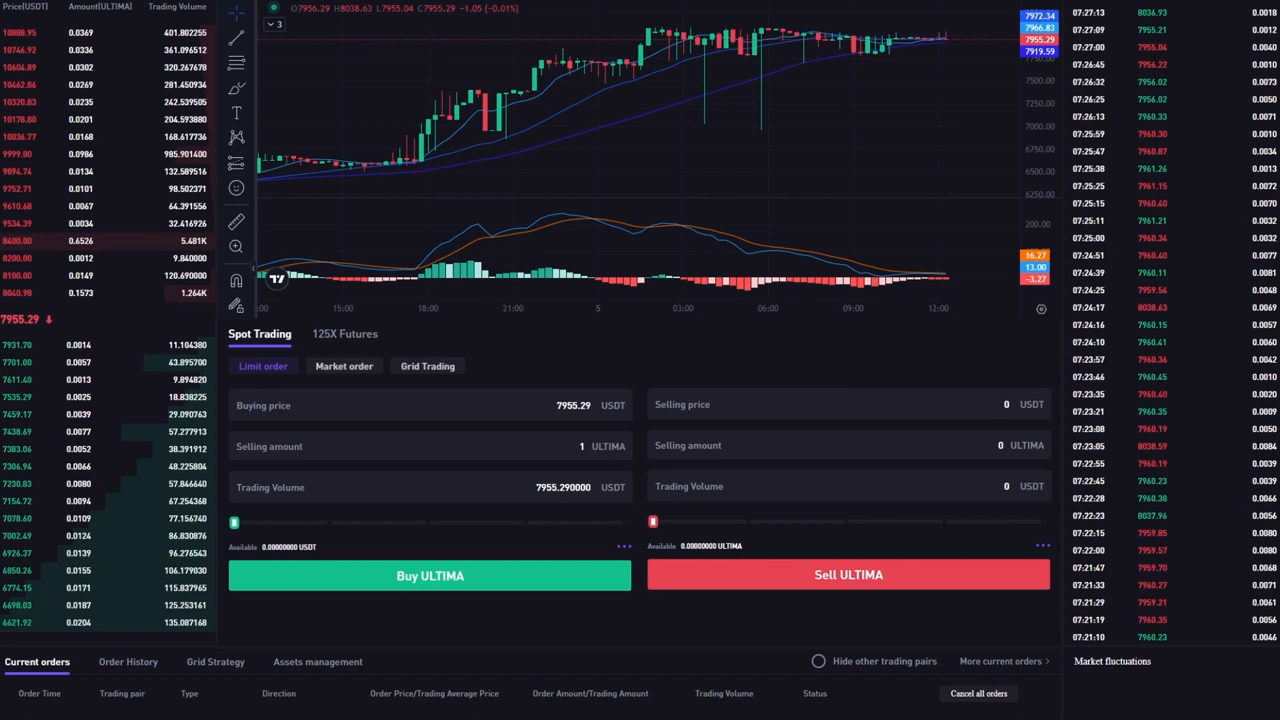 Price(USDT) Amount(ULTIMA) Trading Volume
10888.95 0.0369 401.802255
10746.92 0.0336 361.096512
10604.89 0.0302 320.267678
10462.86 0.0269 281.450934
10320.83 0.0235 242.539505
10178.80 0.0201 204.593880
10036.77 0.0168 168.617736
9999.00 0.0986 985.901400
9894.74 0.0134 132.589516
9752.71 0.0101 98.502371
9610.68 0.0067 64.391556
9534.39 0.0034 32.416926
8400.00 0.6526 5.481K
8200.00 0.0012 9.840000
8100.00 0.0149 120.690000
8040.98 0.1573 1.264K
7955.29
7931.70 0.0014 11.104380
7701.00 0.0057 43.895700
7611.40 0.0013 9.894820
7535.29 0.0025 18.838225
7459.17 0.0039 29.090763
7438.69 0.0077 57.277913
7383.06 0.0052 38.391912
7306.94 0.0066 48.225804
7230.83 0.0080 57.846640
7154.72 0.0094 67.254368
7078.60 0.0109 77.156740
7002.49 0.0124 86.830876
6926.37 0.0139 96.276543
6850.26 0.0155 106.179030
6774.15 0.0171 115.837965
6698.03 0.0187 125.253161
6621.92 0.0204 135.087168
O7956.29 H8038.63 L7955.04 C7955.29 −1.05 (−0.01%)
3
7972.34
7966.83
7955.29
7919.59
7500.00
7250.00
7000.00
6750.00
6500.00
6250.00
200.00
16.27
13.00
−3.27
:00 15:00 18:00 21:00 5 03:00 06:00 09:00 12:00
Spot Trading 125X Futures
Limit order Market order Grid Trading
Buying price 7955.29 USDT
Selling amount 1 ULTIMA
Trading Volume 7955.290000 USDT
Available 0.00000000 USDT
Buy ULTIMA
Selling price 0 USDT
Selling amount 0 ULTIMA
Trading Volume 0 USDT
Available 0.00000000 ULTIMA
Sell ULTIMA
07:27:13 8036.93 0.0018
07:27:09 7955.21 0.0012
07:27:00 7955.04 0.0040
07:26:45 7956.22 0.0010
07:26:32 7956.02 0.0073
07:26:25 7956.02 0.0050
07:26:13 7960.33 0.0071
07:25:59 7960.30 0.0010
07:25:47 7960.87 0.0034
07:25:38 7961.26 0.0013
07:25:25 7961.15 0.0072
07:25:15 7960.40 0.0070
07:25:11 7961.21 0.0032
07:25:00 7960.34 0.0032
07:24:51 7960.40 0.0071
07:24:39 7960.11 0.0032
07:24:25 7959.54 0.0018
07:24:17 8038.63 0.0037
07:24:16 7960.15 0.0032
07:24:10 7960.41 0.0060
07:23:57 7960.36 0.0042
07:23:46 7960.45 0.0010
07:23:35 7960.40 0.0020
07:23:21 7960.35 0.0009
07:23:08 7960.19 0.0050
07:23:05 8038.59 0.0084
07:22:55 7960.19 0.0039
07:22:45 7960.23 0.0039
07:22:28 7960.38 0.0066
07:22:23 8037.96 0.0056
07:22:15 7959.85 0.0080
07:22:00 7959.57 0.0080
07:21:47 7959.70 0.0068
07:21:33 7960.27 0.0071
07:21:29 7959.21 0.0061
07:21:19 7960.35 0.0056
07:21:10 7960.23 0.0046
Market fluctuations
Current orders Order History Grid Strategy Assets management Hide other trading pairs More current orders >
Order Time Trading pair Type Direction Order Price/Trading Average Price Order Amount/Trading Amount Trading Volume Status Cancel all orders